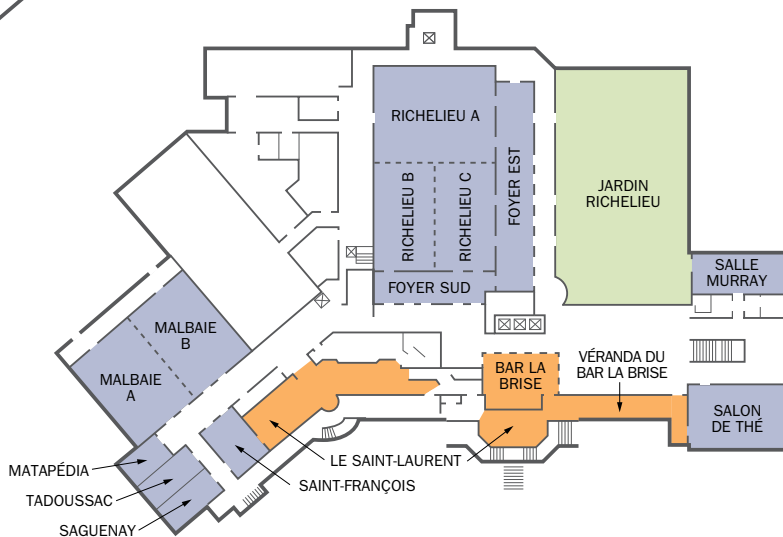 RICHELIEU A
RICHELIEU B
RICHELIEU C
FOYER EST
FOYER SUD
JARDIN
RICHELIEU
SALLE
MURRAY
MALBAIE
B
MALBAIE
A
BAR LA
BRISE
VÉRANDA DU
BAR LA BRISE
SALON
DE THÉ
MATAPÉDIA
TADOUSSAC
SAGUENAY
LE SAINT-LAURENT
SAINT-FRANÇOIS